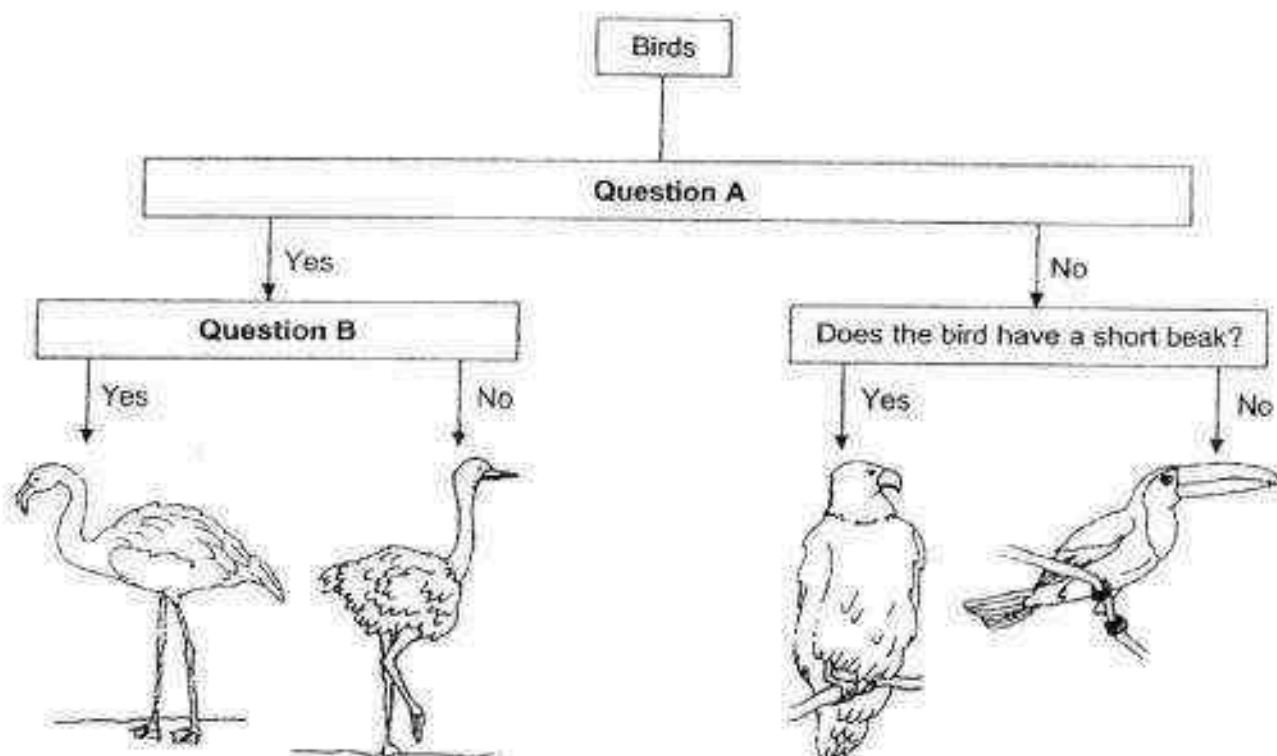 Birds
Question A
Yes
No
Question B
Does the bird have a short beak?
Yes
No
Yes
No